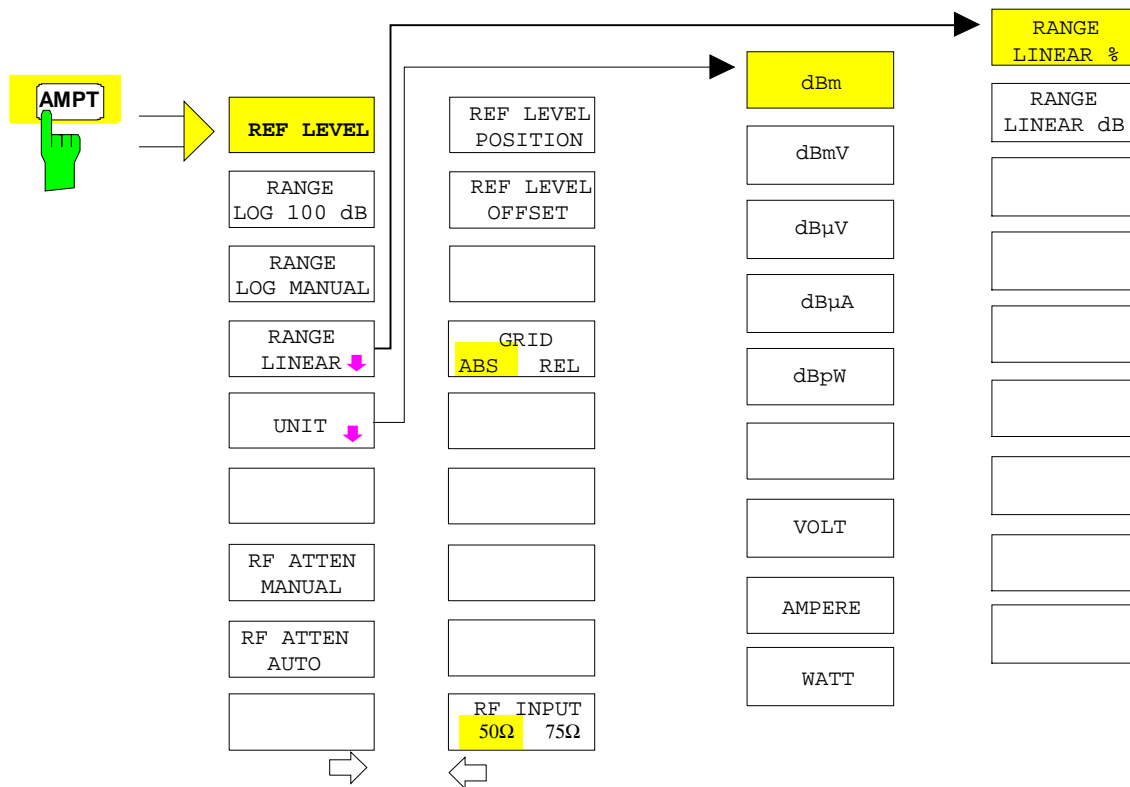 AMPT
REF LEVEL
RANGE
LOG 100 dB
RANGE
LOG MANUAL
RANGE
LINEAR
UNIT
RF ATTEN
MANUAL
RF ATTEN
AUTO
REF LEVEL
POSITION
REF LEVEL
OFFSET
GRID
ABS REL
RF INPUT
50Ω 75Ω
dBm
dBmV
dBµV
dBµA
dBpW
VOLT
AMPERE
WATT
RANGE
LINEAR %
RANGE
LINEAR dB